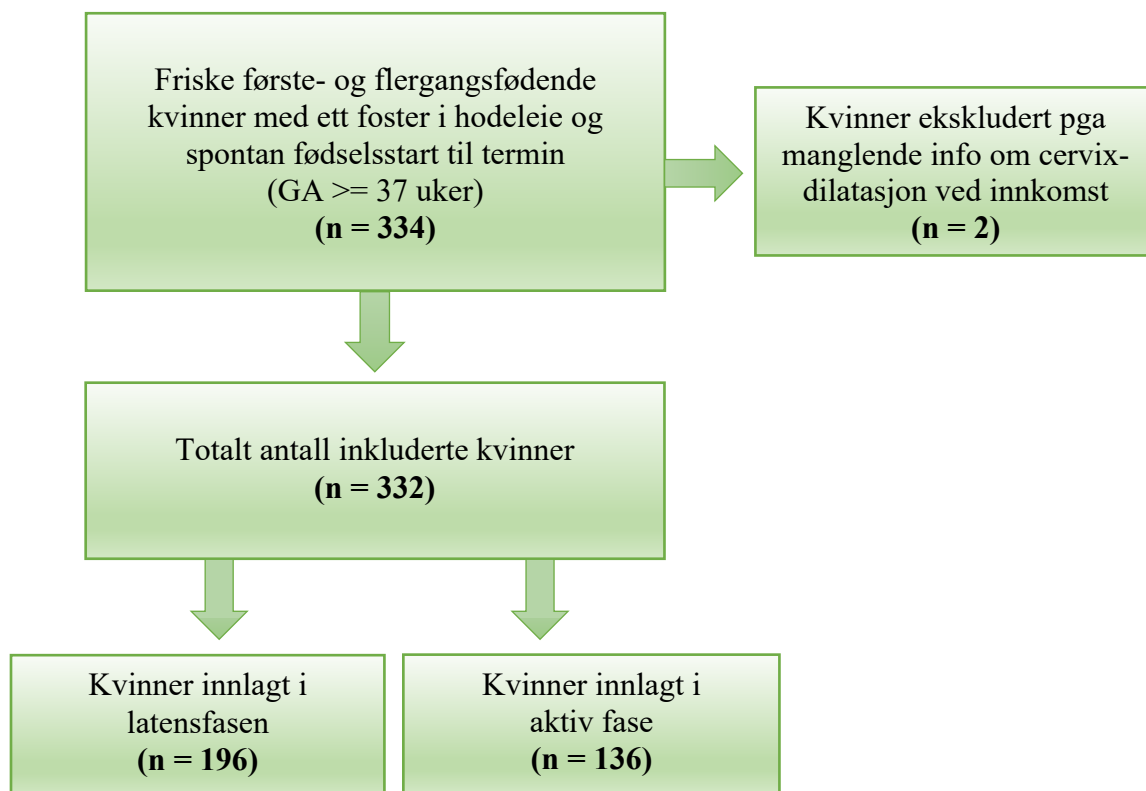 Friske første- og flergangsfødende
kvinner med ett foster i hodeleie og
spontan fødselsstart til termin
(GA >= 37 uker)
(n = 334)
Kvinner ekskludert pga
manglende info om cervix-
dilatasjon ved innkomst
(n = 2)
Totalt antall inkluderte kvinner
(n = 332)
Kvinner innlagt i
latensfasen
(n = 196)
Kvinner innlagt i
aktiv fase
(n = 136)